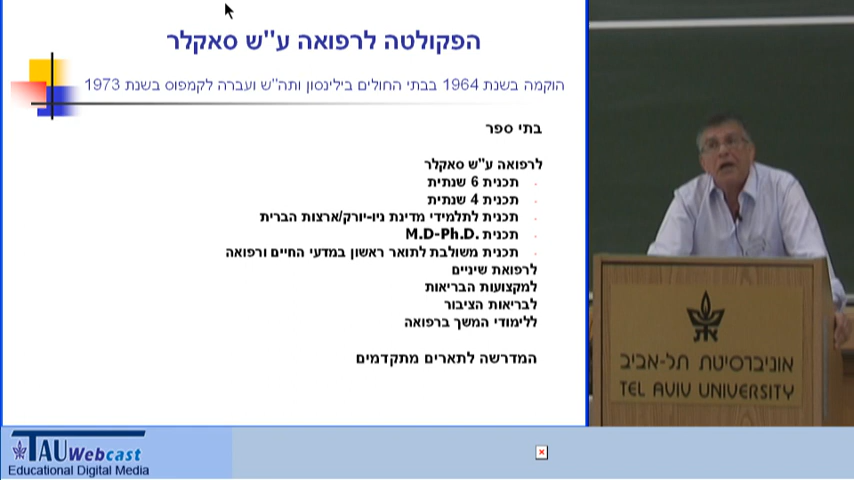 הפקולטה לרפואה ע"ש סאקלר
הוקמה בשנת 1964 בבתי החולים בילינסון ותה"ש ועברה לקמפוס בשנת 1973
בתי ספר
לרפואה ע"ש סאקלר
תכנית 6 שנתית
תכנית 4 שנתית
תכנית לתלמידי מדינת ניו-יורק/ארצות הברית
תכנית M.D-Ph.D.
תכנית משולבת לתואר ראשון במדעי החיים ורפואה
לרפואת שיניים
למקצועות הבריאות
לבריאות הציבור
ללימודי המשך ברפואה
המדרשה לתארים מתקדמים
אוניברסיטת תל-אביב
TEL AVIV UNIVERSITY
TAU Webcast
Educational Digital Media